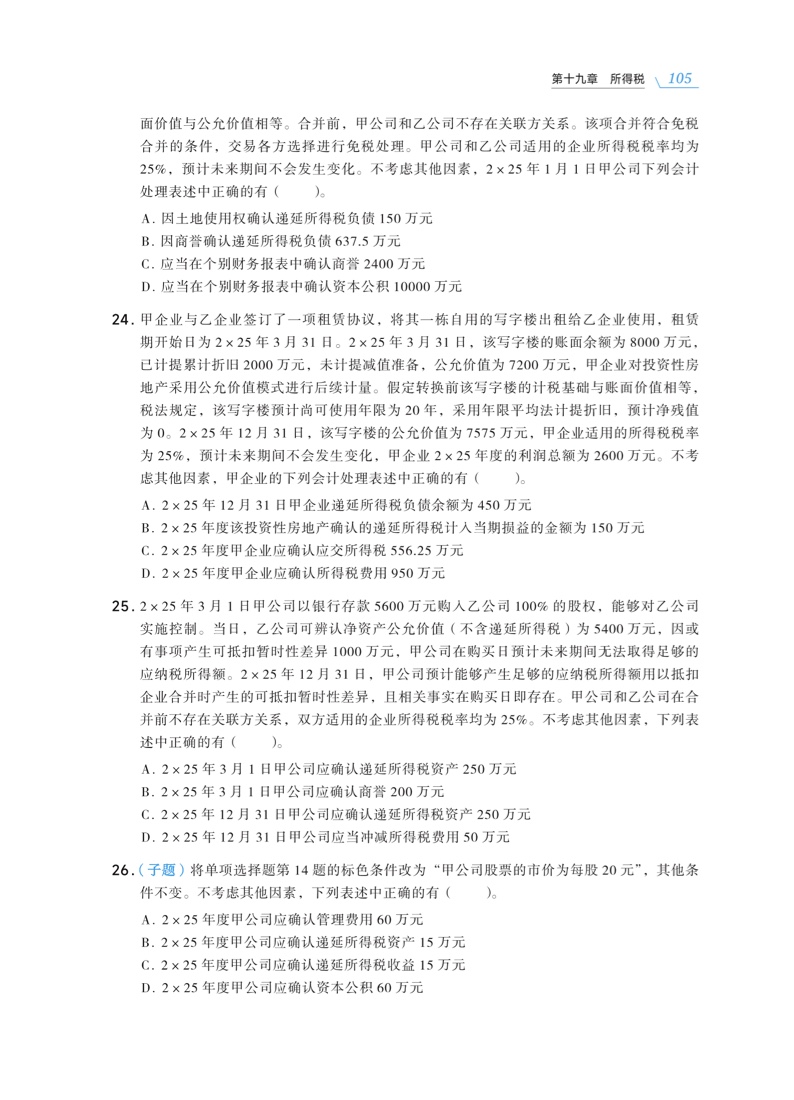 第十九章 所得税 105
面价值与公允价值相等。合并前，甲公司和乙公司不存在关联方关系。该项合并符合免税
合并的条件，交易各方选择进行免税处理。甲公司和乙公司适用的企业所得税税率均为
25%，预计未来期间不会发生变化。不考虑其他因素，2×25 年 1 月 1 日甲公司下列会计
处理表述中正确的有（　　）。
A. 因土地使用权确认递延所得税负债 150 万元
B. 因商誉确认递延所得税负债 637.5 万元
C. 应当在个别财务报表中确认商誉 2400 万元
D. 应当在个别财务报表中确认资本公积 10000 万元
24. 甲企业与乙企业签订了一项租赁协议，将其一栋自用的写字楼出租给乙企业使用，租赁
期开始日为 2×25 年 3 月 31 日。2×25 年 3 月 31 日，该写字楼的账面余额为 8000 万元，
已计提累计折旧 2000 万元，未计提减值准备，公允价值为 7200 万元，甲企业对投资性房
地产采用公允价值模式进行后续计量。假定转换前该写字楼的计税基础与账面价值相等，
税法规定，该写字楼预计尚可使用年限为 20 年，采用年限平均法计提折旧，预计净残值
为 0。2×25 年 12 月 31 日，该写字楼的公允价值为 7575 万元，甲企业适用的所得税税率
为 25%，预计未来期间不会发生变化，甲企业 2×25 年度的利润总额为 2600 万元。不考
虑其他因素，甲企业的下列会计处理表述中正确的有（　　）。
A. 2×25 年 12 月 31 日甲企业递延所得税负债余额为 450 万元
B. 2×25 年度该投资性房地产确认的递延所得税计入当期损益的金额为 150 万元
C. 2×25 年度甲企业应确认应交所得税 556.25 万元
D. 2×25 年度甲企业应确认所得税费用 950 万元
25. 2×25 年 3 月 1 日甲公司以银行存款 5600 万元购入乙公司 100% 的股权，能够对乙公司
实施控制。当日，乙公司可辨认净资产公允价值（不含递延所得税）为 5400 万元，因或
有事项产生可抵扣暂时性差异 1000 万元，甲公司在购买日预计未来期间无法取得足够的
应纳税所得额。2×25 年 12 月 31 日，甲公司预计能够产生足够的应纳税所得额用以抵扣
企业合并时产生的可抵扣暂时性差异，且相关事实在购买日即存在。甲公司和乙公司在合
并前不存在关联方关系，双方适用的企业所得税税率均为 25%。不考虑其他因素，下列表
述中正确的有（　　）。
A. 2×25 年 3 月 1 日甲公司应确认递延所得税资产 250 万元
B. 2×25 年 3 月 1 日甲公司应确认商誉 200 万元
C. 2×25 年 12 月 31 日甲公司应确认递延所得税资产 250 万元
D. 2×25 年 12 月 31 日甲公司应当冲减所得税费用 50 万元
26.（子题）将单项选择题第 14 题的标色条件改为“甲公司股票的市价为每股 20 元”，其他条
件不变。不考虑其他因素，下列表述中正确的有（　　）。
A. 2×25 年度甲公司应确认管理费用 60 万元
B. 2×25 年度甲公司应确认递延所得税资产 15 万元
C. 2×25 年度甲公司应确认递延所得税收益 15 万元
D. 2×25 年度甲公司应确认资本公积 60 万元